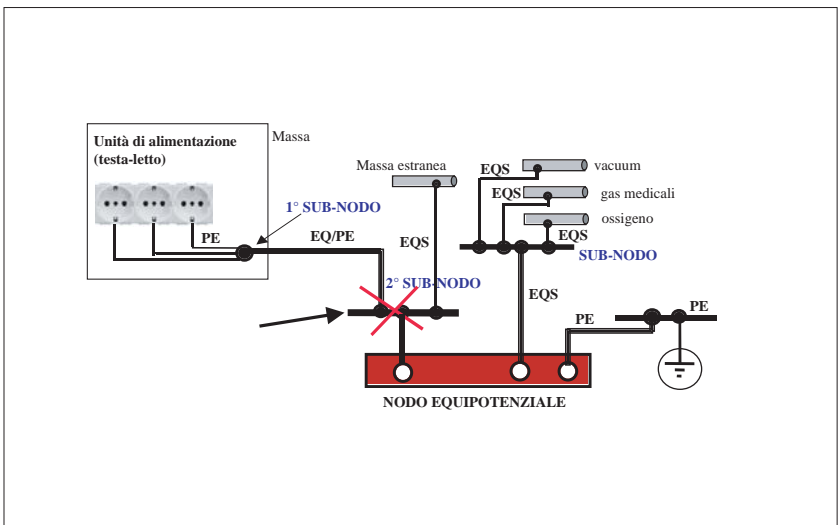 Unità di alimentazione
(testa-letto)
Massa
Massa estranea
EQS
vacuum
EQS
gas medicali
ossigeno
1° SUB-NODO
PE
EQ/PE
EQS
EQS
SUB-NODO
2° SUB-NODO
EQS
PE
PE
NODO EQUIPOTENZIALE